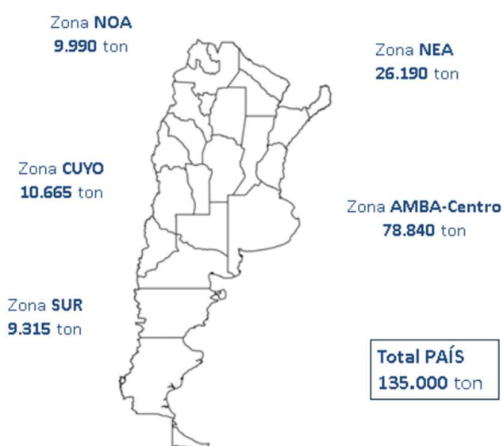 Zona NOA
9.990 ton
Zona NEA
26.190 ton
Zona CUYO
10.665 ton
Zona AMBA-Centro
78.840 ton
Zona SUR
9.315 ton
Total PAÍS
135.000 ton